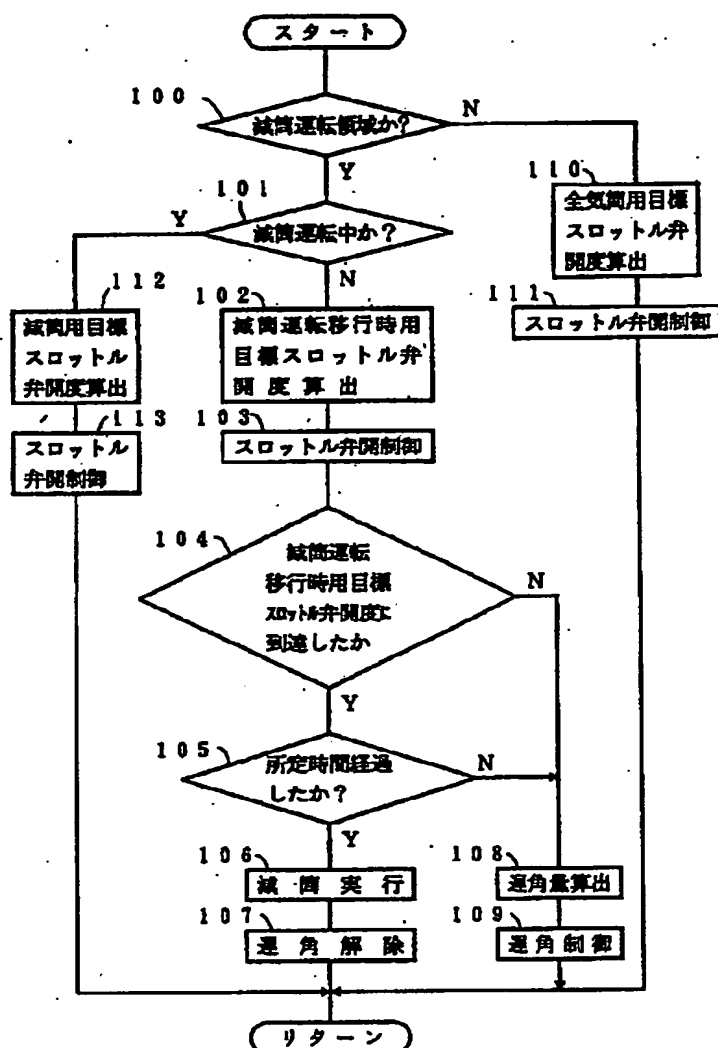 スタート
100
減筒運転領域か?
N
Y
101
減筒運転中か?
Y
N
110
全気筒用目標
スロットル弁
開度算出
111
スロットル弁開制御
112
減筒用目標
スロットル
弁開度算出
113
スロットル
弁開制御
102
減筒運転移行時用
目標スロットル弁
開度算出
103
スロットル弁開制御
104
減筒運転
移行時用目標
スロットル弁開度に
到達したか
N
Y
105
所定時間経過
したか?
N
Y
106
減筒実行
107
遅角解除
108
遅角量算出
109
遅角制御
リターン